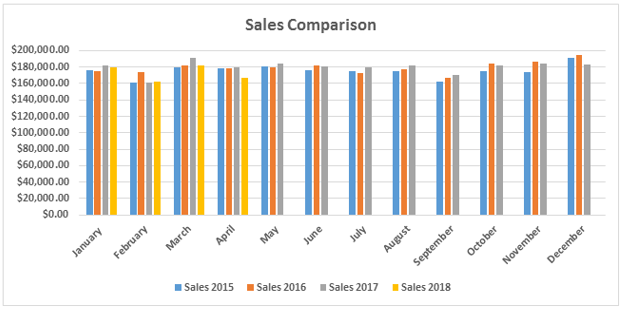 Sales Comparison
$200,000.00
$180,000.00
$160,000.00
$140,000.00
$120,000.00
$100,000.00
$80,000.00
$60,000.00
$40,000.00
$20,000.00
$0.00
January
February
March
April
May
June
July
August
September
October
November
December
Sales 2015 Sales 2016 Sales 2017 Sales 2018